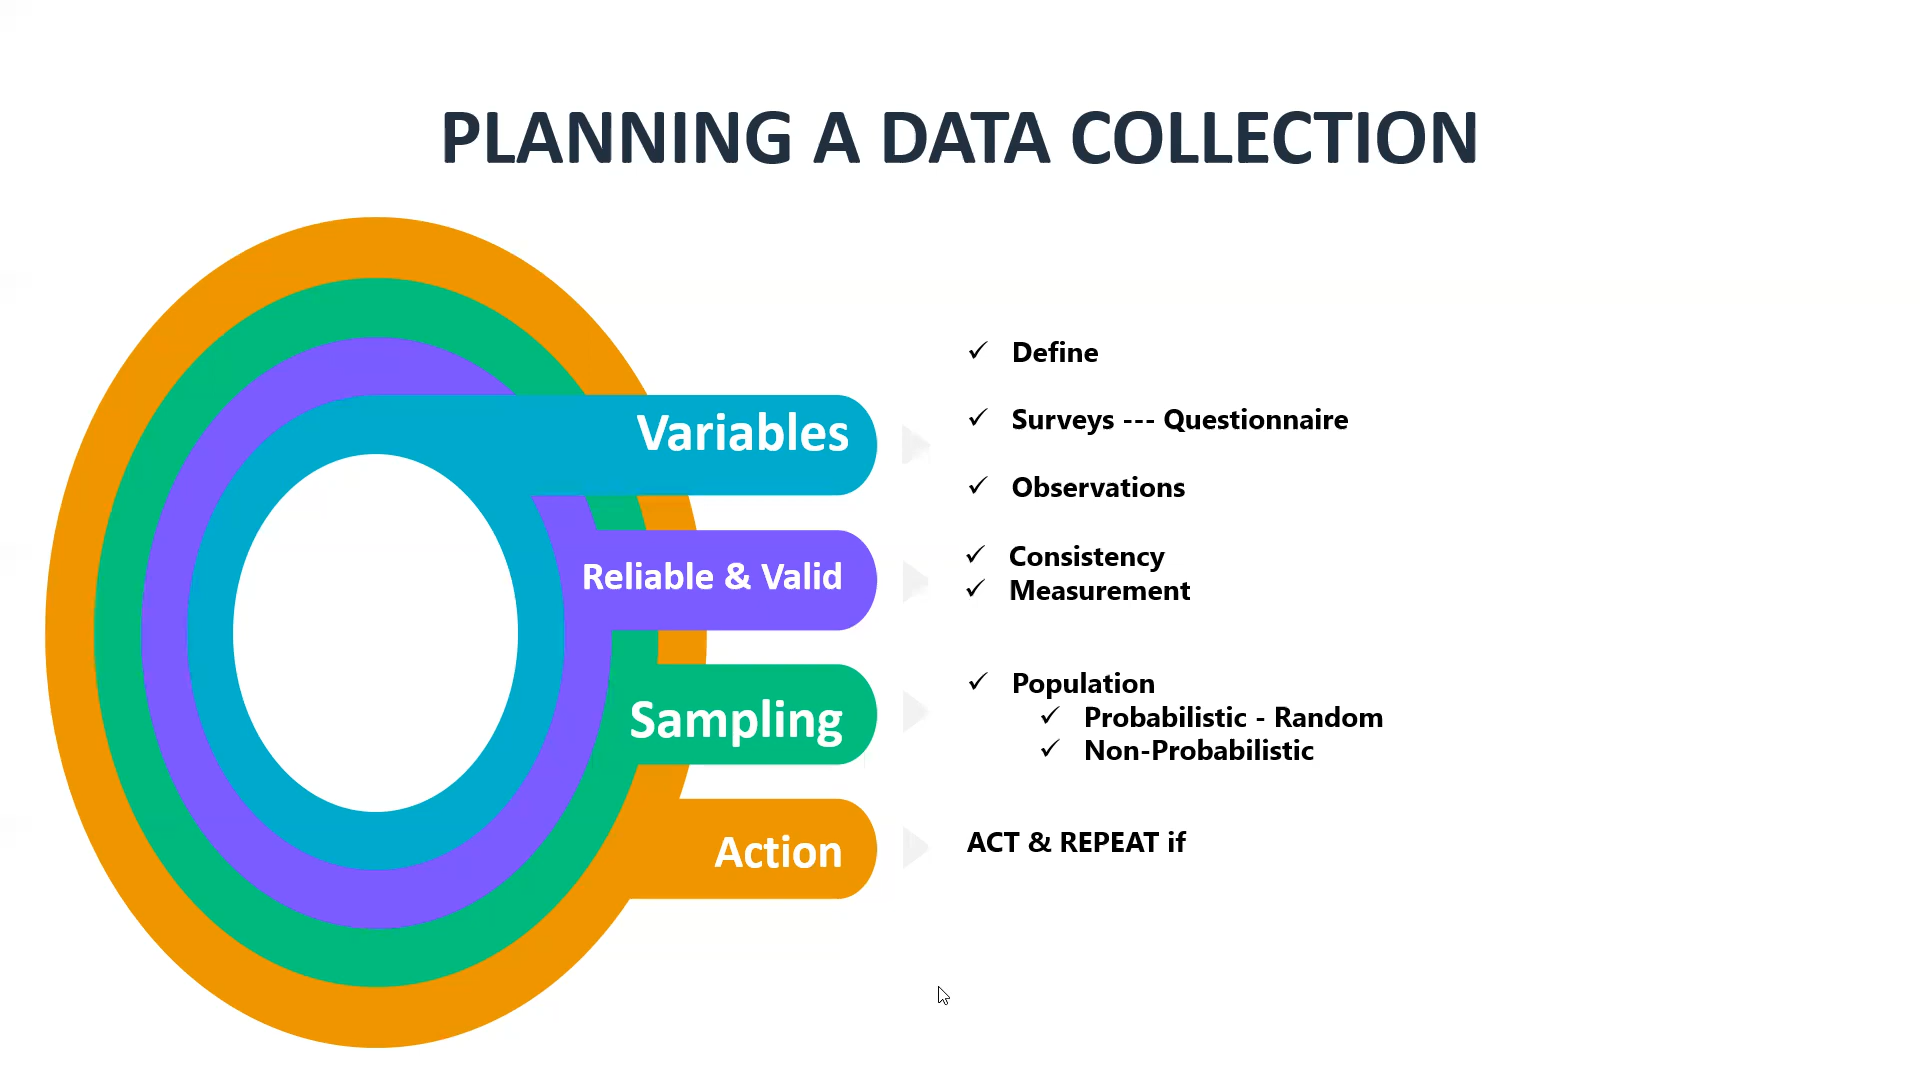 PLANNING A DATA COLLECTION
Variables
✓ Define
✓ Surveys --- Questionnaire
✓ Observations
Reliable & Valid
✓ Consistency
✓ Measurement
Sampling
✓ Population
✓ Probabilistic - Random
✓ Non-Probabilistic
Action
ACT & REPEAT if